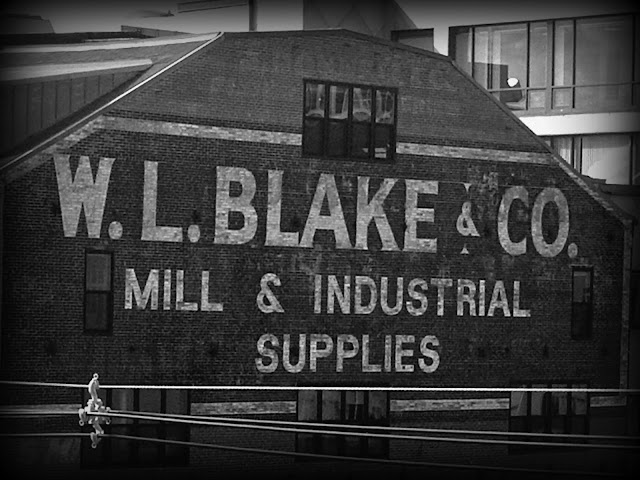 W. L. BLAKE & CO.
MILL & INDUSTRIAL
SUPPLIES